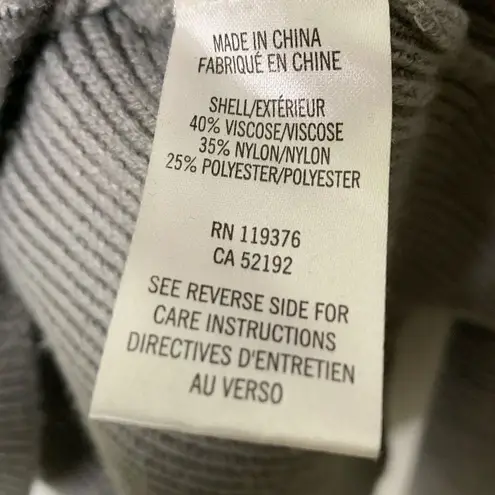 MADE IN CHINA
FABRIQUÉ EN CHINE
SHELL/EXTÉRIEUR
40% VISCOSE/VISCOSE
35% NYLON/NYLON
25% POLYESTER/POLYESTER
RN 119376
CA 52192
SEE REVERSE SIDE FOR
CARE INSTRUCTIONS
DIRECTIVES D'ENTRETIEN
AU VERSO